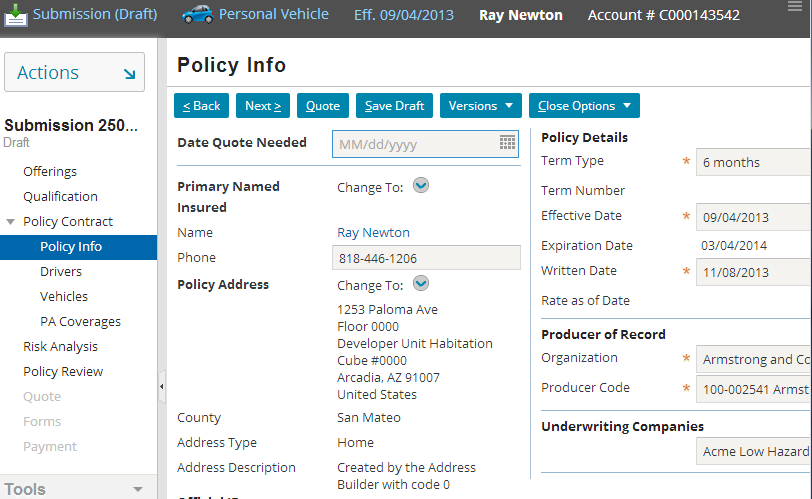 Submission (Draft) Personal Vehicle Eff. 09/04/2013 Ray Newton Account # C000143542
Actions
Submission 250...
Draft
Offerings
Qualification
Policy Contract
Policy Info
Drivers
Vehicles
PA Coverages
Risk Analysis
Policy Review
Quote
Forms
Payment
Tools
Policy Info
< Back Next > Quote Save Draft Versions Close Options
Date Quote Needed MM/dd/yyyy
Primary Named Change To:
Insured
Name Ray Newton
Phone 818-446-1206
Policy Address Change To:
1253 Paloma Ave
Floor 0000
Developer Unit Habitation
Cube #0000
Arcadia, AZ 91007
United States
County San Mateo
Address Type Home
Address Description Created by the Address
Builder with code 0
Policy Details
Term Type * 6 months
Term Number
Effective Date * 09/04/2013
Expiration Date 03/04/2014
Written Date * 11/08/2013
Rate as of Date
Producer of Record
Organization * Armstrong and Co
Producer Code * 100-002541 Armst
Underwriting Companies
Acme Low Hazard